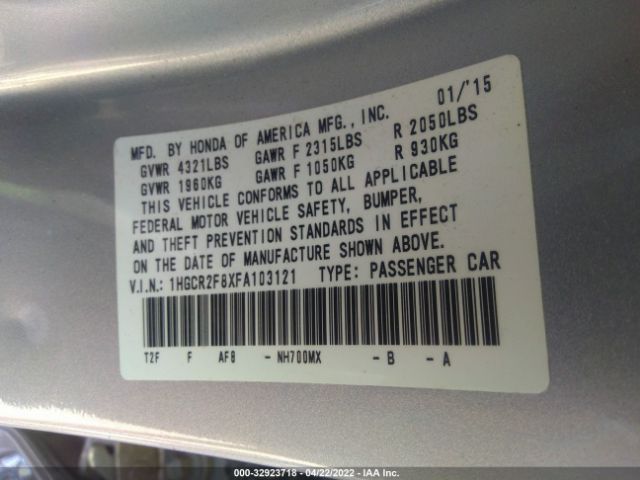 01/'15
MFD. BY HONDA OF AMERICA MFG., INC.
GVWR 4321LBS GAWR F 2315LBS R 2050LBS
GVWR 1960KG GAWR F 1050KG R 930KG
THIS VEHICLE CONFORMS TO ALL APPLICABLE
FEDERAL MOTOR VEHICLE SAFETY, BUMPER,
AND THEFT PREVENTION STANDARDS IN EFFECT
ON THE DATE OF MANUFACTURE SHOWN ABOVE.
V.I.N.: 1HGCR2F8XFA103121 TYPE: PASSENGER CAR
T2F F AF8 - NH700MX - B - A
000-32923718 - 04/22/2022 - IAA Inc.